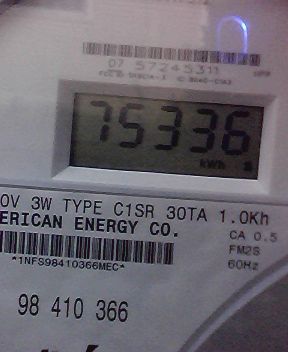 07 57245311
75336
kWh
0V 3W TYPE C1SR 30TA 1.0Kh
ERICAN ENERGY CO.
CA 0.5
FM2S
60Hz
*1NFS98410366MEC*
98 410 366